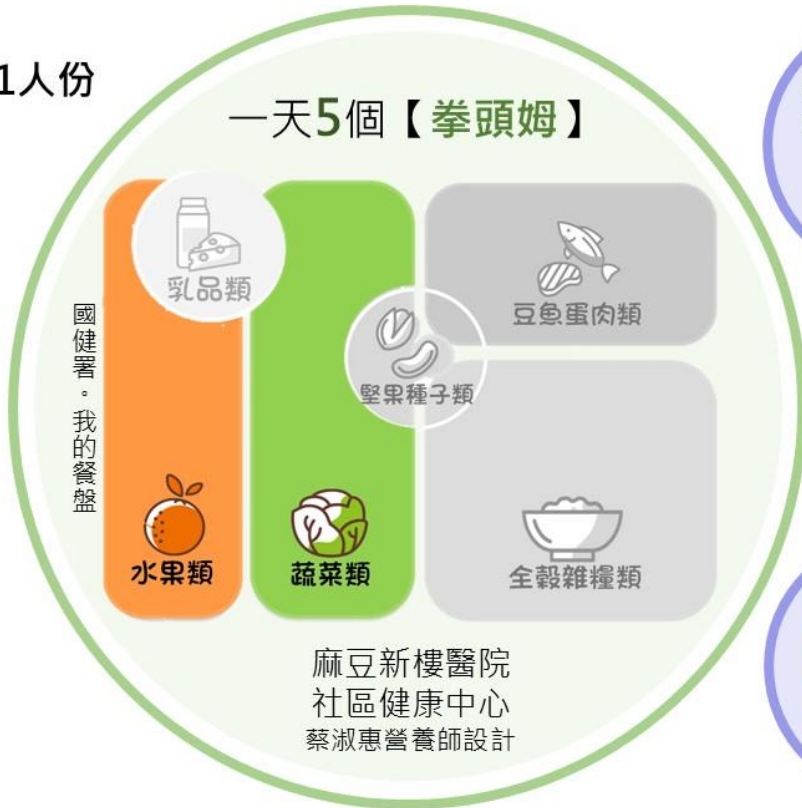 1人份
一天5個【拳頭姆】
乳品類
豆魚蛋肉類
堅果種子類
國健署。我的餐盤
水果類
蔬菜類
全穀雜糧類
麻豆新樓醫院
社區健康中心
蔡淑惠營養師設計